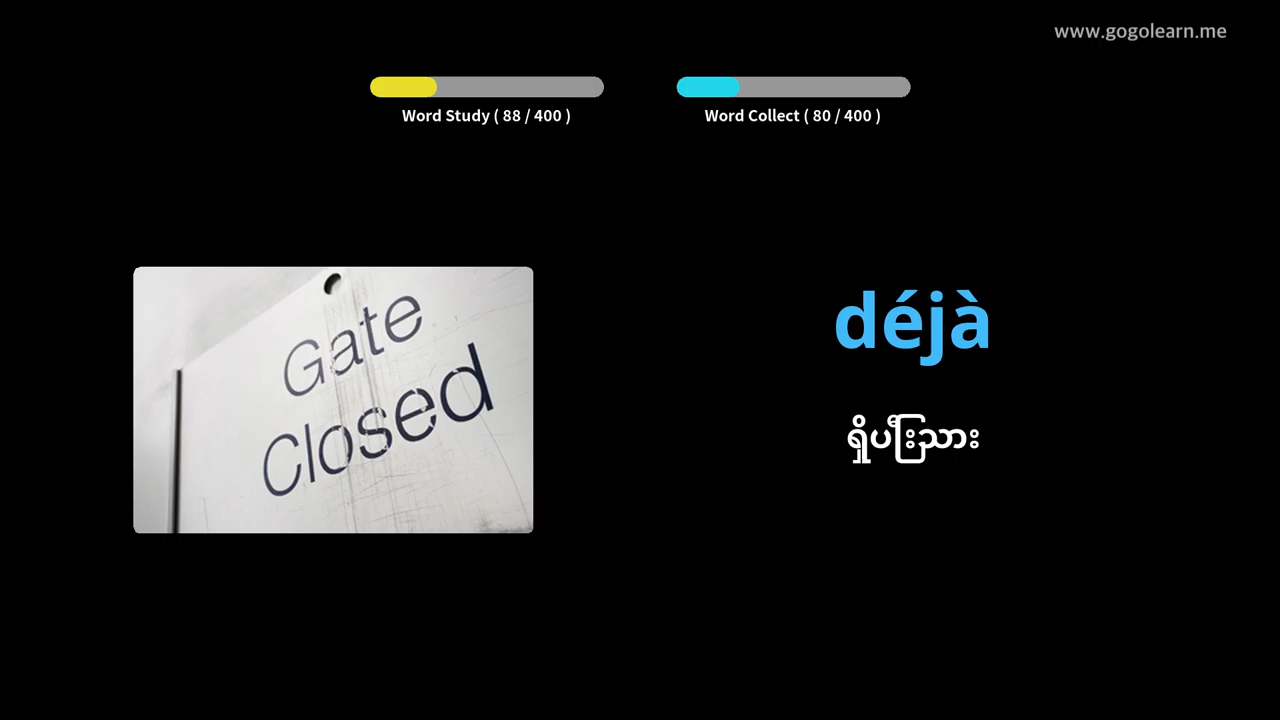 www.gogolearn.me
Word Study ( 88 / 400 )
Word Collect ( 80 / 400 )
Gate
Closed
déjà
ရှိပြီးသား